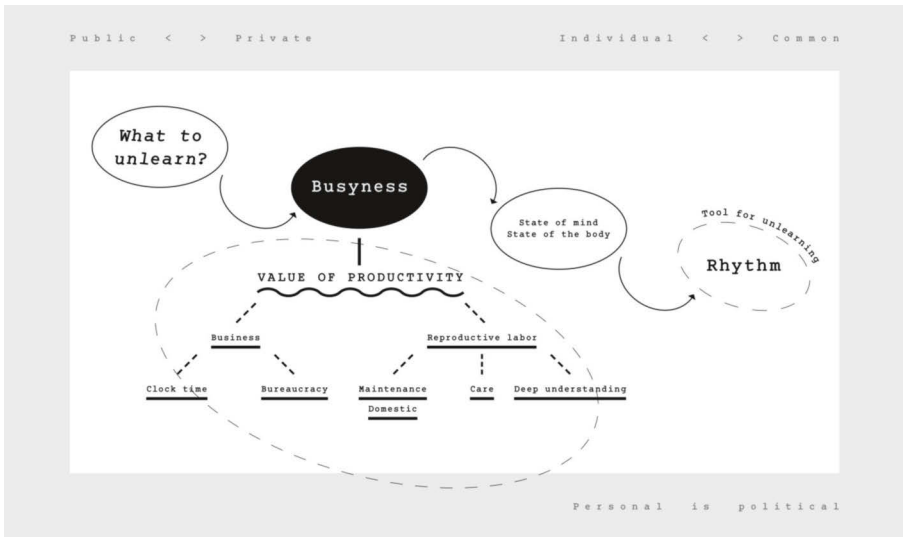 Public < > Private
Individual < > Common
What to
unlearn?
Busyness
State of mind
State of the body
Tool for unlearning
Rhythm
VALUE OF PRODUCTIVITY
Business
Reproductive labor
Clock time
Bureaucracy
Maintenance
Care
Deep understanding
Domestic
Personal is political